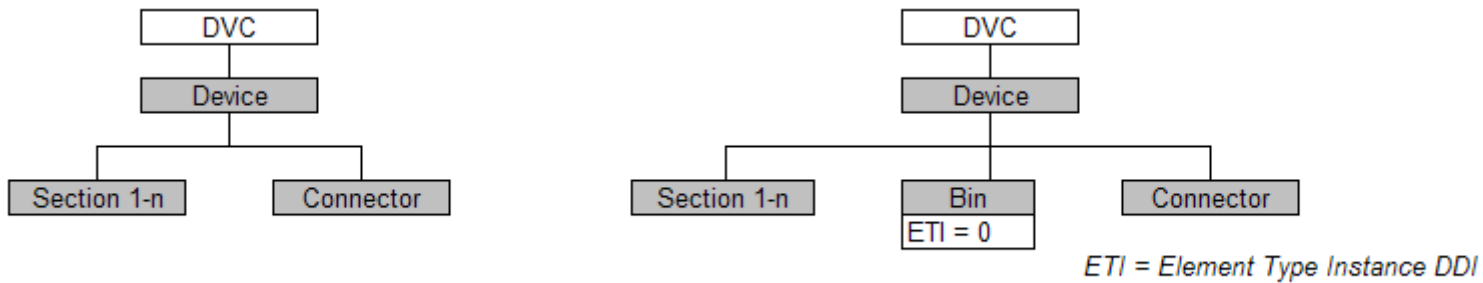 DVC
Device
Section 1-n
Connector
DVC
Device
Section 1-n
Bin
ETI = 0
Connector
ETI = Element Type Instance DDI